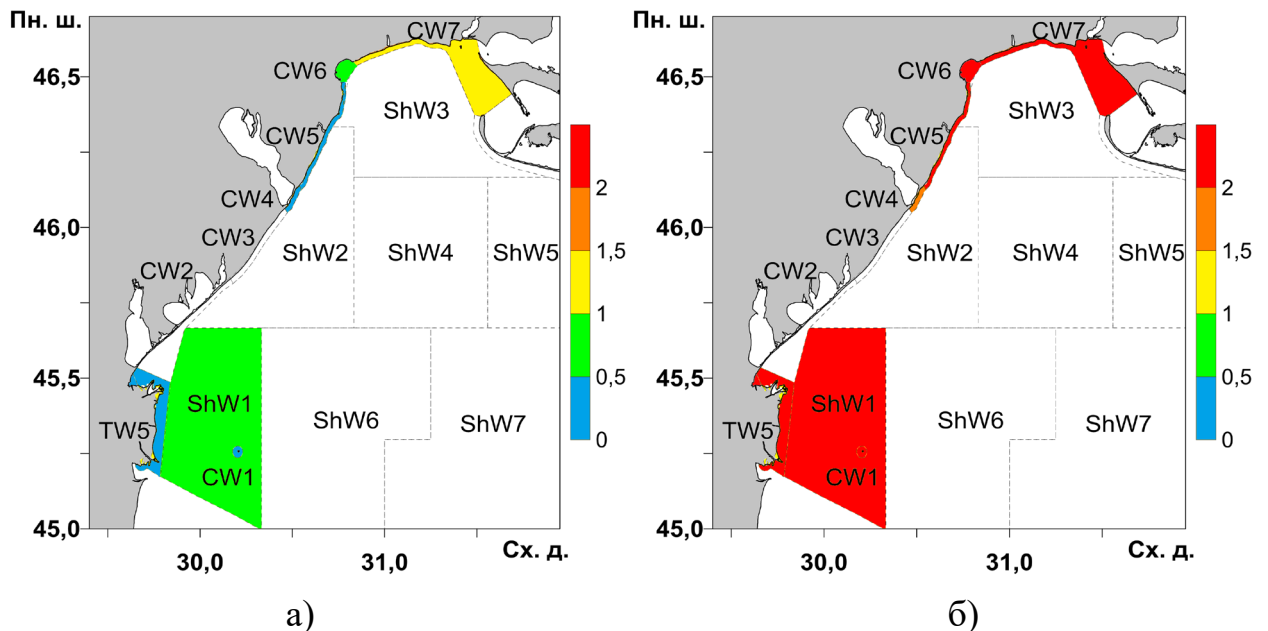 Пн. ш.
46,5
46,0
45,5
45,0
CW7
CW6
ShW3
CW5
CW4
CW3
ShW2
ShW4
ShW5
CW2
ShW1
ShW6
ShW7
TW5
CW1
2
1,5
1
0,5
0
30,0
31,0
Сх. д.
а)
Пн. ш.
46,5
46,0
45,5
45,0
CW7
CW6
ShW3
CW5
CW4
CW3
ShW2
ShW4
ShW5
CW2
ShW1
ShW6
ShW7
TW5
CW1
2
1,5
1
0,5
0
30,0
31,0
Сх. д.
б)